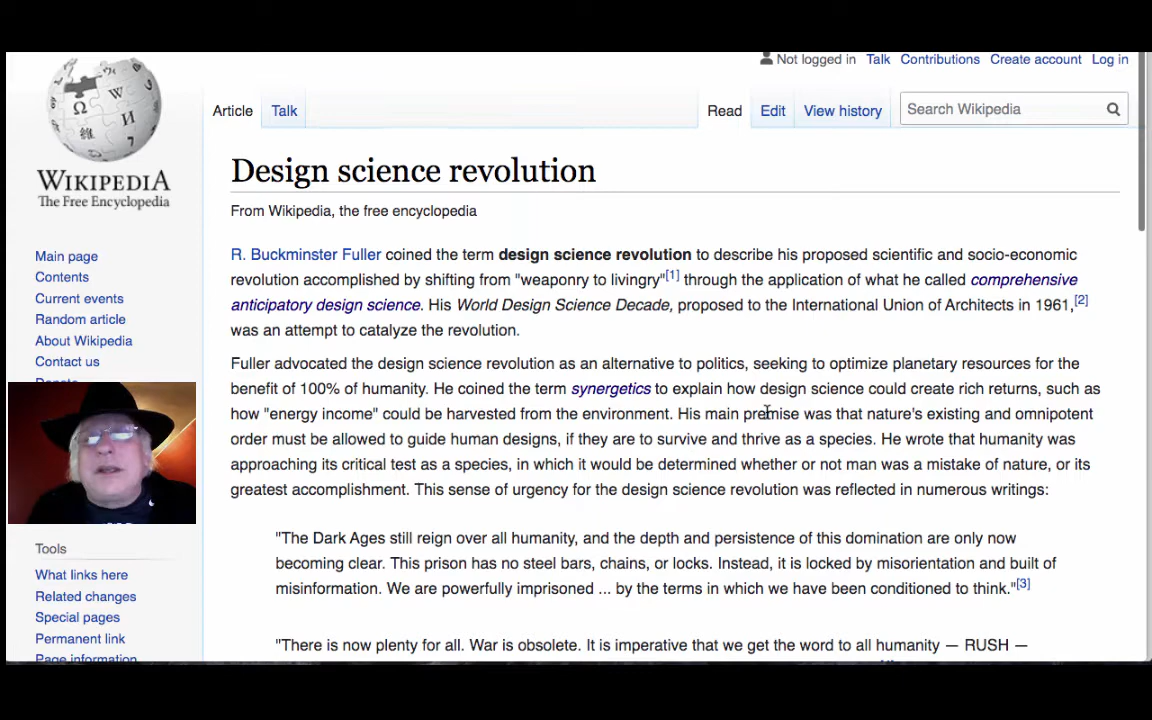 Not logged in Talk Contributions Create account Log in
Article Talk Read Edit View history Search Wikipedia
WIKIPEDIA
The Free Encyclopedia
Main page
Contents
Current events
Random article
About Wikipedia
Contact us
Donate
Tools
What links here
Related changes
Special pages
Permanent link
Page information
Design science revolution
From Wikipedia, the free encyclopedia
R. Buckminster Fuller coined the term design science revolution to describe his proposed scientific and socio-economic
revolution accomplished by shifting from "weaponry to livingry"[1] through the application of what he called comprehensive
anticipatory design science. His World Design Science Decade, proposed to the International Union of Architects in 1961,[2]
was an attempt to catalyze the revolution.
Fuller advocated the design science revolution as an alternative to politics, seeking to optimize planetary resources for the
benefit of 100% of humanity. He coined the term synergetics to explain how design science could create rich returns, such as
how "energy income" could be harvested from the environment. His main premise was that nature's existing and omnipotent
order must be allowed to guide human designs, if they are to survive and thrive as a species. He wrote that humanity was
approaching its critical test as a species, in which it would be determined whether or not man was a mistake of nature, or its
greatest accomplishment. This sense of urgency for the design science revolution was reflected in numerous writings:
"The Dark Ages still reign over all humanity, and the depth and persistence of this domination are only now
becoming clear. This prison has no steel bars, chains, or locks. Instead, it is locked by misorientation and built of
misinformation. We are powerfully imprisoned ... by the terms in which we have been conditioned to think."[3]
"There is now plenty for all. War is obsolete. It is imperative that we get the word to all humanity — RUSH —